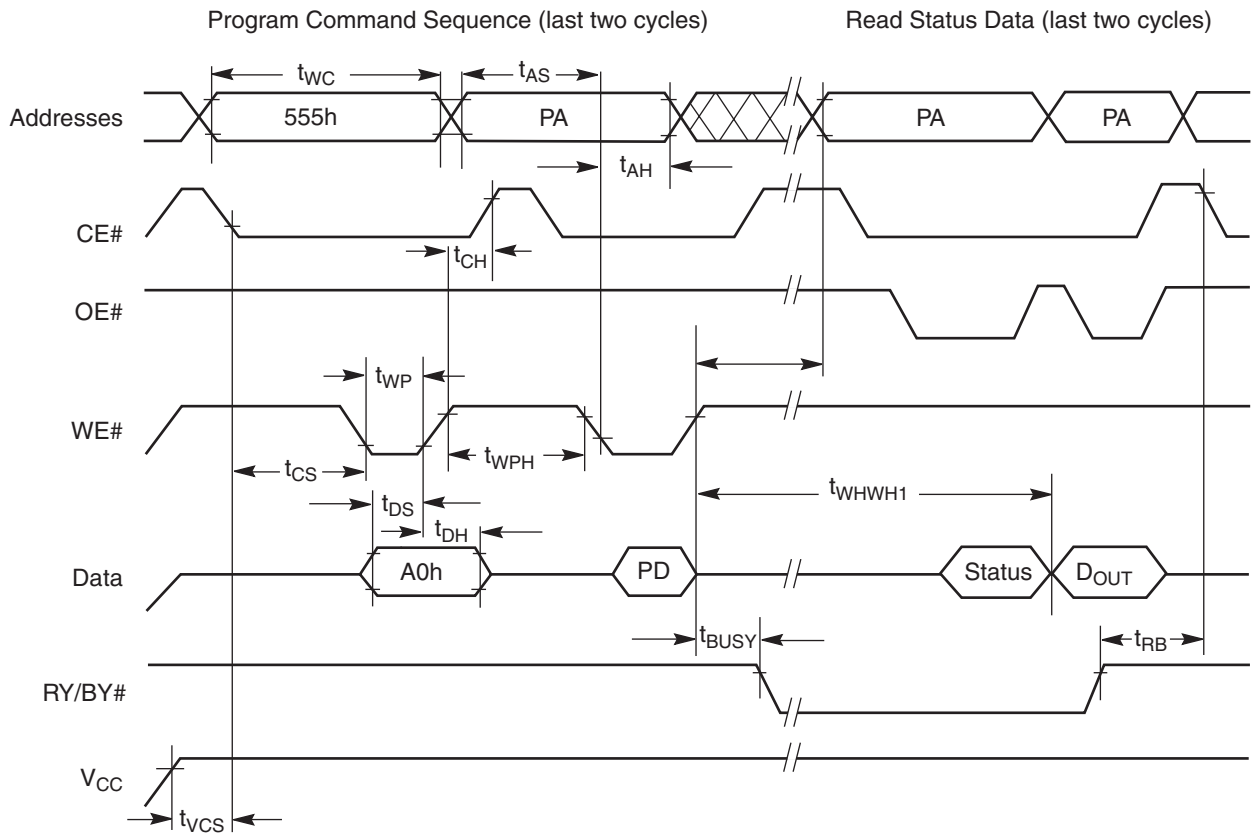 Program Command Sequence (last two cycles)
Read Status Data (last two cycles)
tWC
tAS
Addresses
555h
PA
PA
PA
tAH
CE#
tCH
OE#
tWP
WE#
tCS
tWPH
tWHWH1
tDS
tDH
Data
A0h
PD
Status
DOUT
tBUSY
tRB
RY/BY#
VCC
tVCS